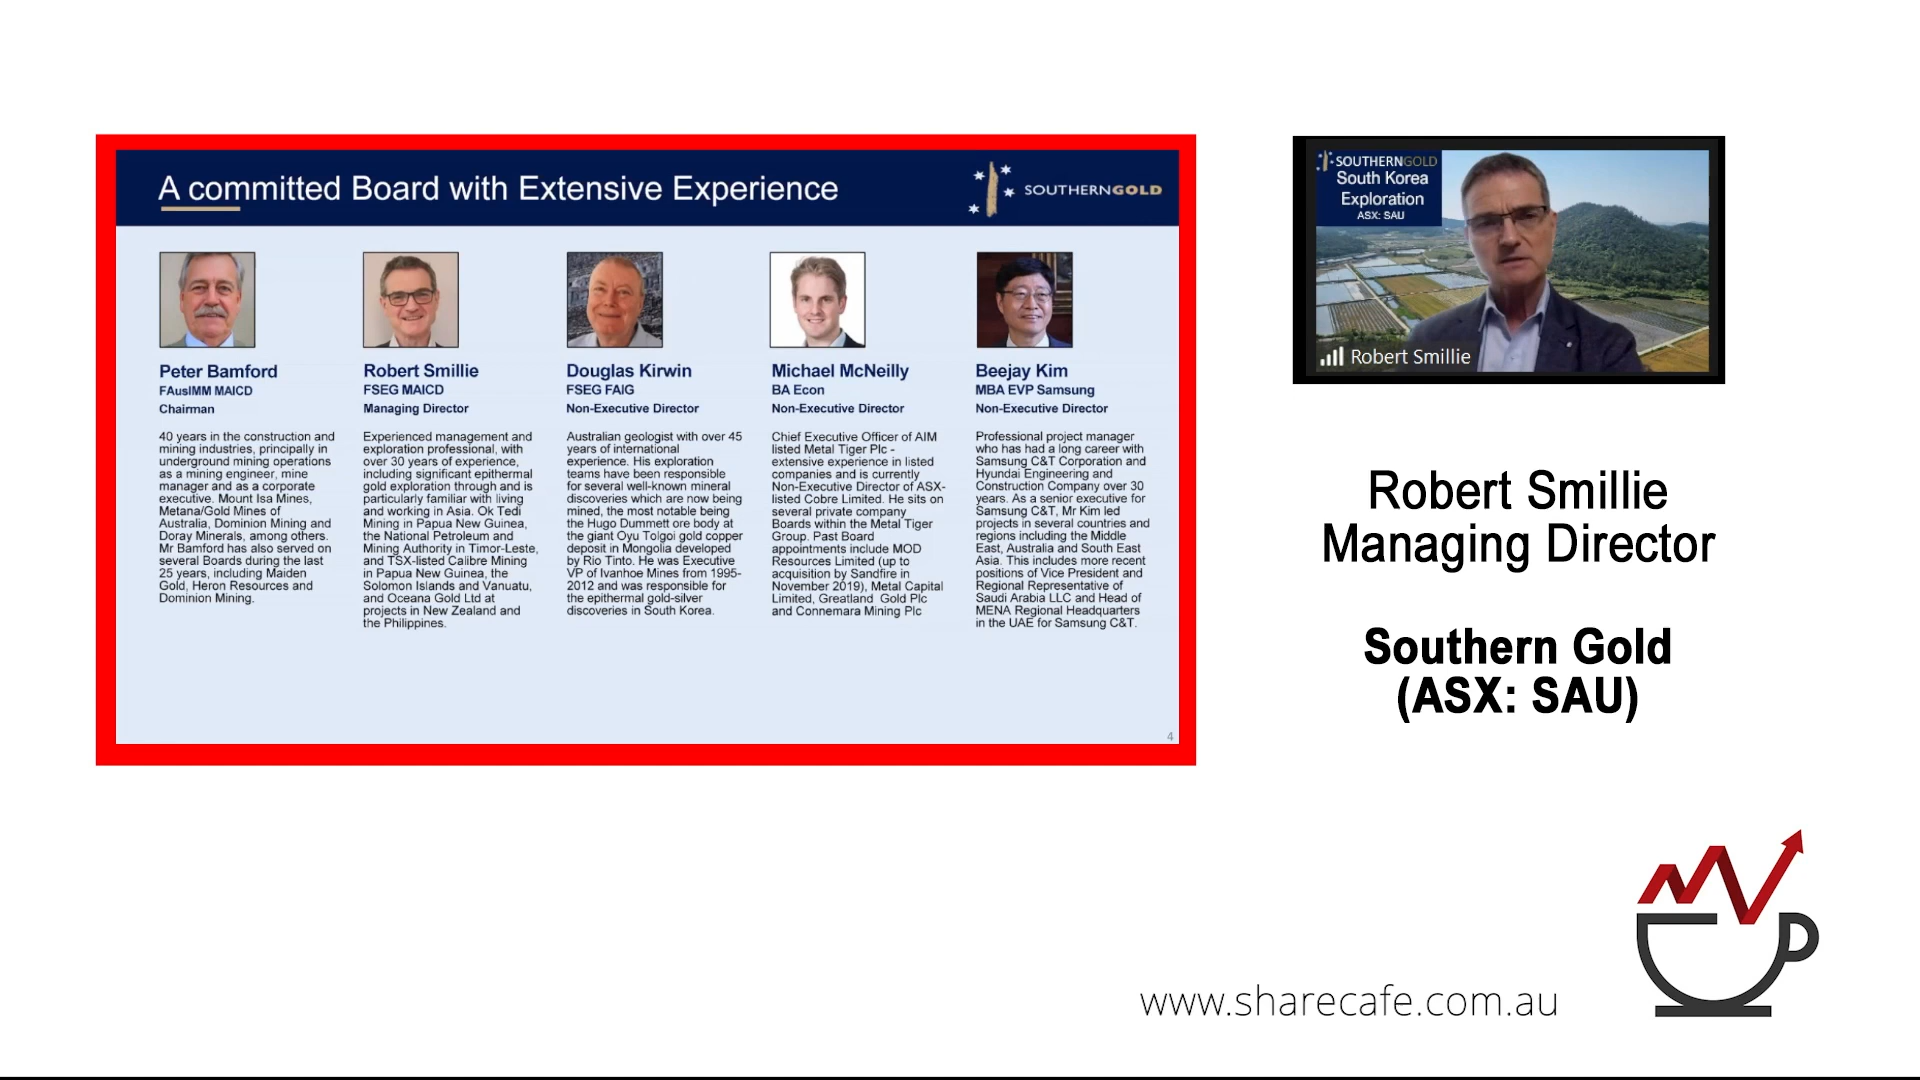 A committed Board with Extensive Experience
SOUTHERNGOLD
Peter Bamford
FAusIMM MAICD
Chairman
40 years in the construction and
mining industries, principally in
underground mining operations
as a mining engineer, mine
manager and as a corporate
executive. Mount Isa Mines,
Metana/Gold Mines of
Australia, Dominion Mining and
Doray Minerals, among others.
Mr Bamford has also served on
several Boards during the last
25 years, including Maiden
Gold, Heron Resources and
Dominion Mining.
Robert Smillie
FSEG MAICD
Managing Director
Experienced management and
exploration professional, with
over 30 years of experience,
including significant epithermal
gold exploration through and is
particularly familiar with living
and working in Asia. Ok Tedi
Mining in Papua New Guinea,
the National Petroleum and
Mining Authority in Timor-Leste,
and TSX-listed Calibre Mining
in Papua New Guinea, the
Solomon Islands and Vanuatu,
and Oceana Gold Ltd at
projects in New Zealand and
the Philippines.
Douglas Kirwin
FSEG FAIG
Non-Executive Director
Australian geologist with over 45
years of international
experience. His exploration
teams have been responsible
for several well-known mineral
discoveries which are now being
mined, the most notable being
the Hugo Dummett ore body at
the giant Oyu Tolgoi gold copper
deposit in Mongolia developed
by Rio Tinto. He was Executive
VP of Ivanhoe Mines from 1995-
2012 and was responsible for
the epithermal gold-silver
discoveries in South Korea.
Michael McNeilly
BA Econ
Non-Executive Director
Chief Executive Officer of AIM
listed Metal Tiger Plc -
extensive experience in listed
companies and is currently
Non-Executive Director of ASX-
listed Cobre Limited. He sits on
several private company
Boards within the Metal Tiger
Group. Past Board
appointments include MOD
Resources Limited (up to
acquisition by Sandfire in
November 2019), Metal Capital
Limited, Greatland Gold Plc
and Connemara Mining Plc
Beejay Kim
MBA EVP Samsung
Non-Executive Director
Professional project manager
who has had a long career with
Samsung C&T Corporation and
Hyundai Engineering and
Construction Company over 30
years. As a senior executive for
Samsung C&T, Mr Kim led
projects in several countries and
regions including the Middle
East, Australia and South East
Asia. This includes more recent
positions of Vice President and
Regional Representative of
Saudi Arabia LLC and Head of
MENA Regional Headquarters
in the UAE for Samsung C&T.
4
SOUTHERNGOLD
South Korea
Exploration
ASX: SAU
Robert Smillie
Robert Smillie
Managing Director
Southern Gold
(ASX: SAU)
www.sharecafe.com.au